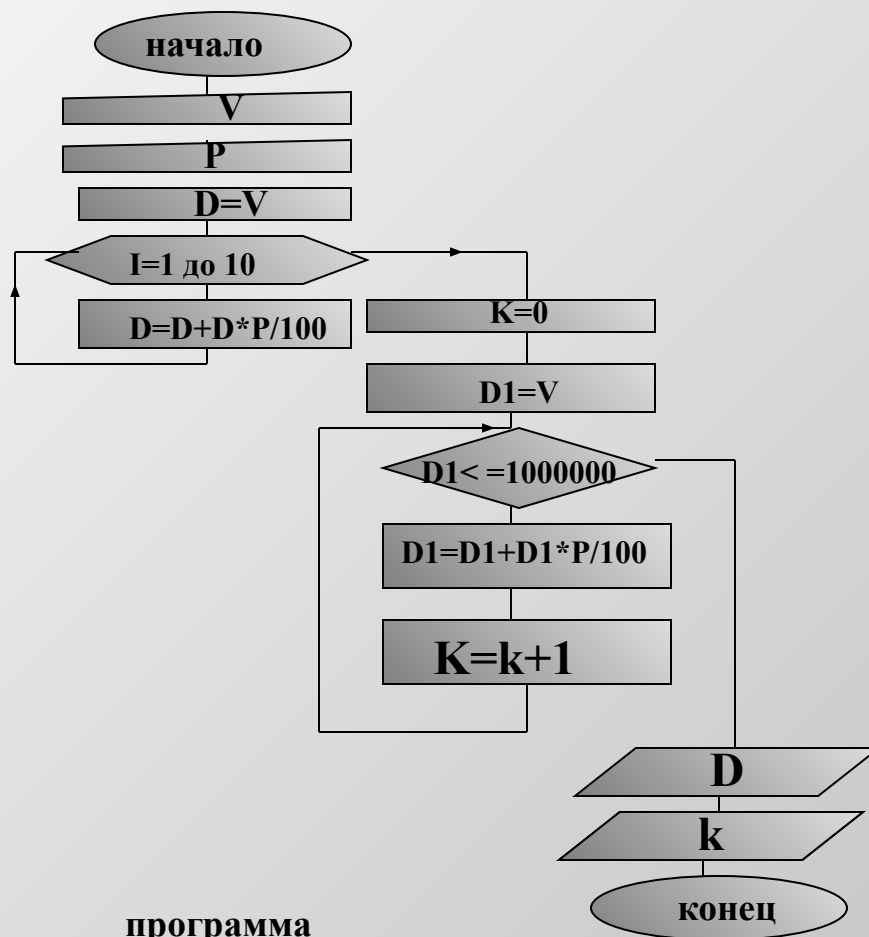 начало
V
P
D=V
I=1 до 10
D=D+D*P/100
K=0
D1=V
D1< =1000000
D1=D1+D1*P/100
K=k+1
D
k
конец
программа